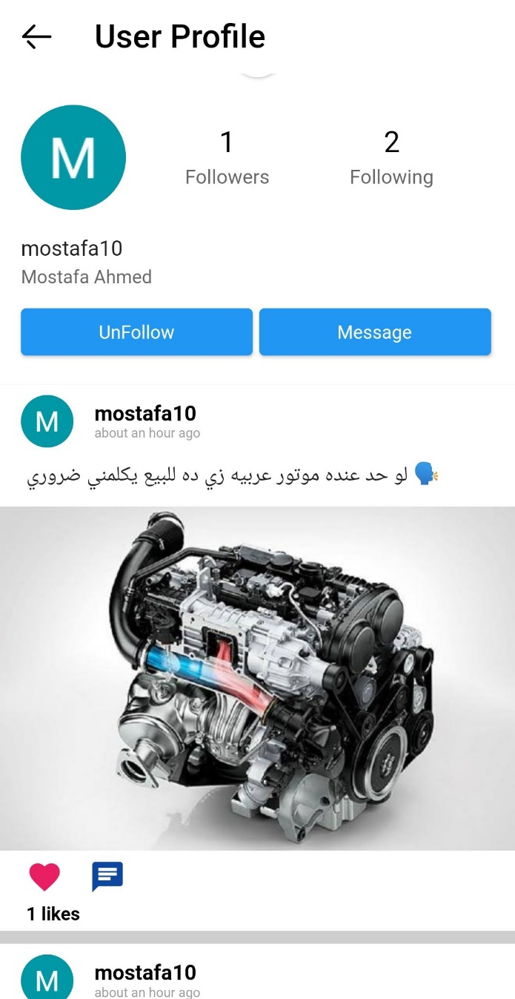 User Profile
M
1
2
Followers
Following
mostafa10
Mostafa Ahmed
UnFollow
Message
M
mostafa10
about an hour ago
لو حد عنده موتور عربيه زي ده للبيع يكلمني ضروري
1 likes
M
mostafa10
about an hour ago